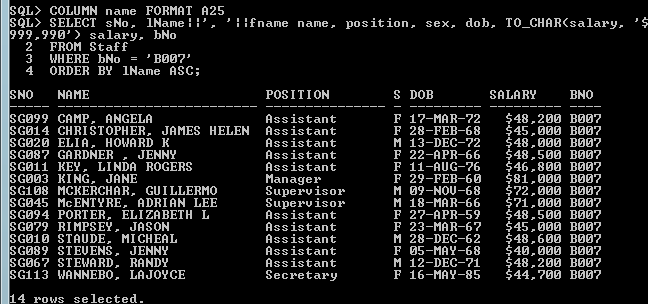 SQL> COLUMN name FORMAT A25
SQL> SELECT sNo, lName||', '||fname name, position, sex, dob, TO_CHAR(salary, '$
999,990') salary, bNo
  2  FROM Staff
  3  WHERE bNo = 'B007'
  4  ORDER BY lName ASC;
SNO   NAME                      POSITION     S DOB       SALARY   BNO
SG099 CAMP, ANGELA              Assistant    F 17-MAR-72  $48,200 B007
SG014 CHRISTOPHER, JAMES HELEN  Assistant    F 28-FEB-68  $45,000 B007
SG020 ELIA, HOWARD K            Assistant    M 13-DEC-72  $48,000 B007
SG087 GARDNER , JENNY           Assistant    F 22-APR-66  $48,500 B007
SG011 KEY, LINDA ROGERS         Assistant    F 11-AUG-76  $46,800 B007
SG003 KING, JANE                Manager      F 29-FEB-60  $81,000 B007
SG108 MCKERCHAR, GUILLERMO      Supervisor   M 09-NOV-68  $72,000 B007
SG045 McENTYRE, ADRIAN LEE      Supervisor   M 18-MAR-66  $71,000 B007
SG094 PORTER, ELIZABETH L       Assistant    F 27-APR-59  $48,500 B007
SG079 RIMPSEY, JASON            Assistant    F 23-MAR-67  $45,000 B007
SG010 STAUDE, MICHEAL           Assistant    M 28-DEC-62  $48,600 B007
SG089 STEVENS, JENNY            Assistant    F 05-MAY-68  $40,000 B007
SG067 STEWARD, RANDY            Assistant    M 12-DEC-71  $48,200 B007
SG113 WANNEBO, LAJOYCE          Secretary    F 16-MAY-85  $44,700 B007
14 rows selected.